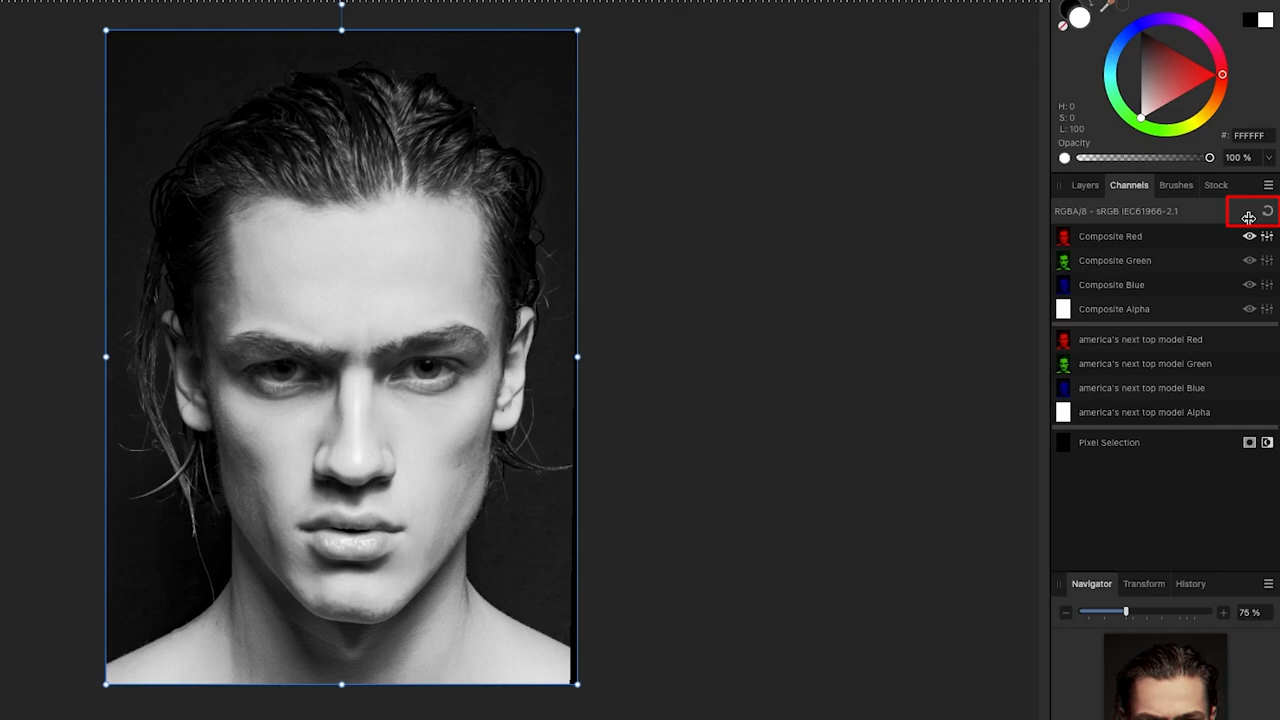 H: 0
S: 0
L: 100
#: FFFFFF
Opacity
100 %
Layers Channels Brushes Stock
RGBA/8 - sRGB IEC61966-2.1
Composite Red
Composite Green
Composite Blue
Composite Alpha
america's next top model Red
america's next top model Green
america's next top model Blue
america's next top model Alpha
Pixel Selection
Navigator Transform History
75 %